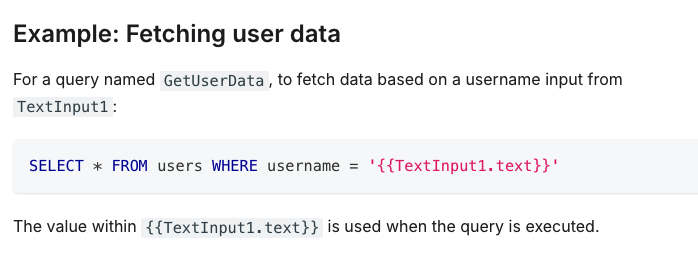 Example: Fetching user data
For a query named GetUserData, to fetch data based on a username input from
TextInput1:
SELECT * FROM users WHERE username = '{{TextInput1.text}}'
The value within {{TextInput1.text}} is used when the query is executed.